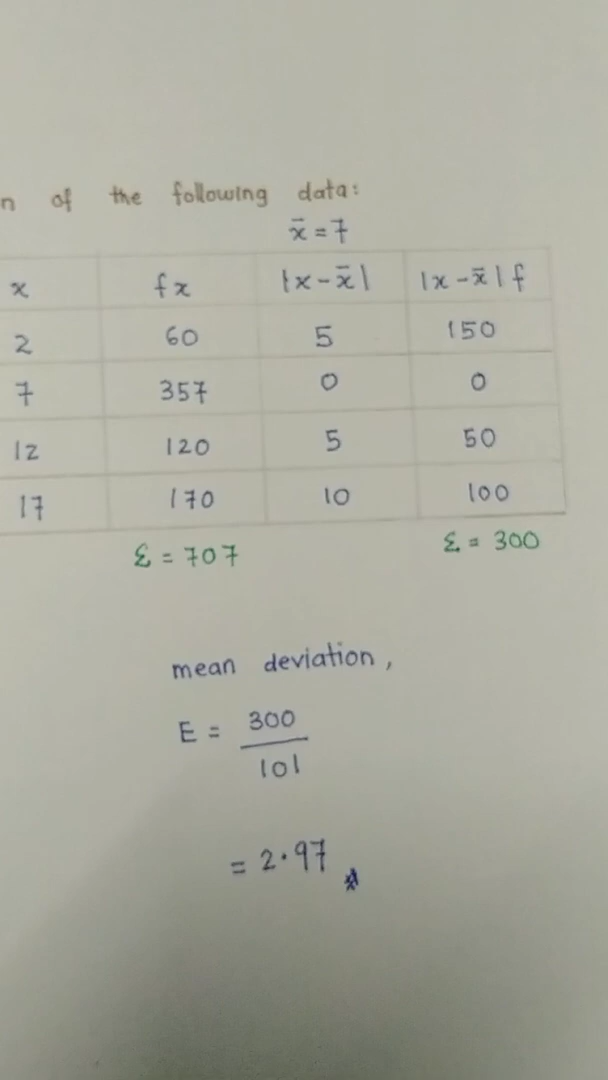 n of the following data:
x̄ = 7
x fx |x - x̄| |x - x̄| f
2 60 5 150
7 357 0 0
12 120 5 50
17 170 10 100
Σ = 707 Σ = 300
mean deviation,
E = 300
101
= 2.97